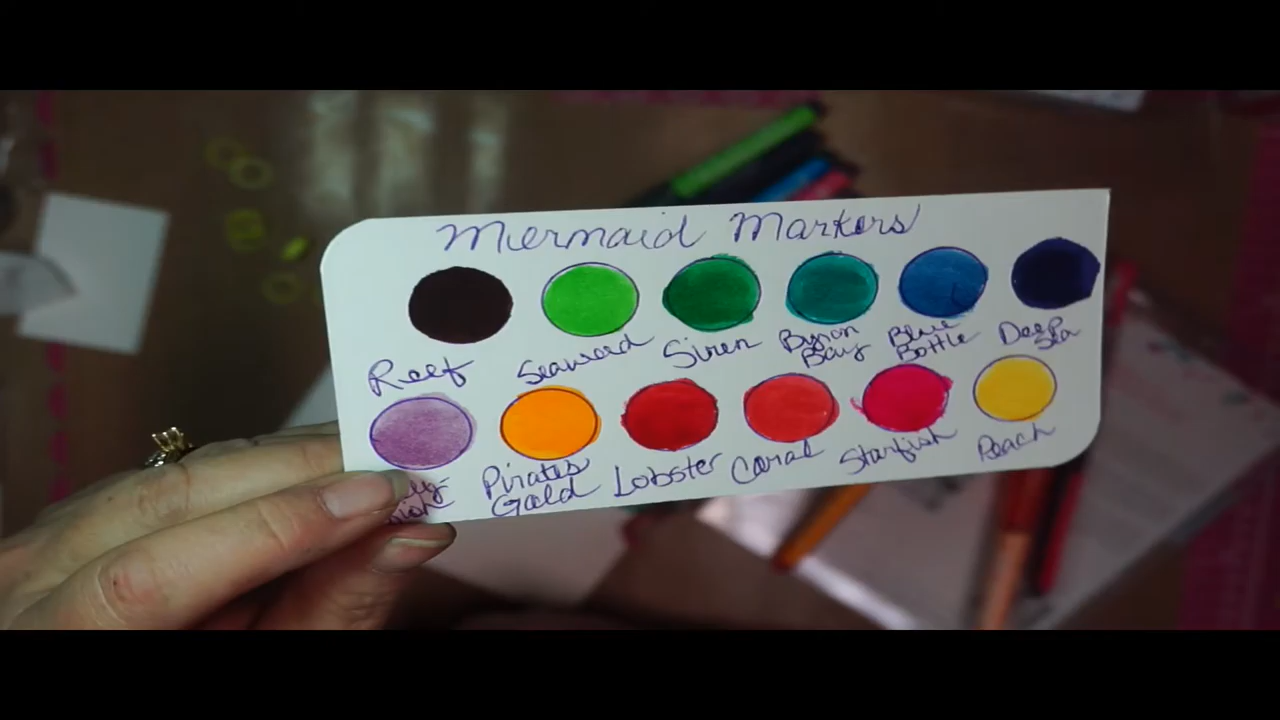 Mermaid Markers
Reef Seaweed Siren Byron Bay Blue Bottle Deep Sea
Pirates Gold Lobster Coral Starfish Peach